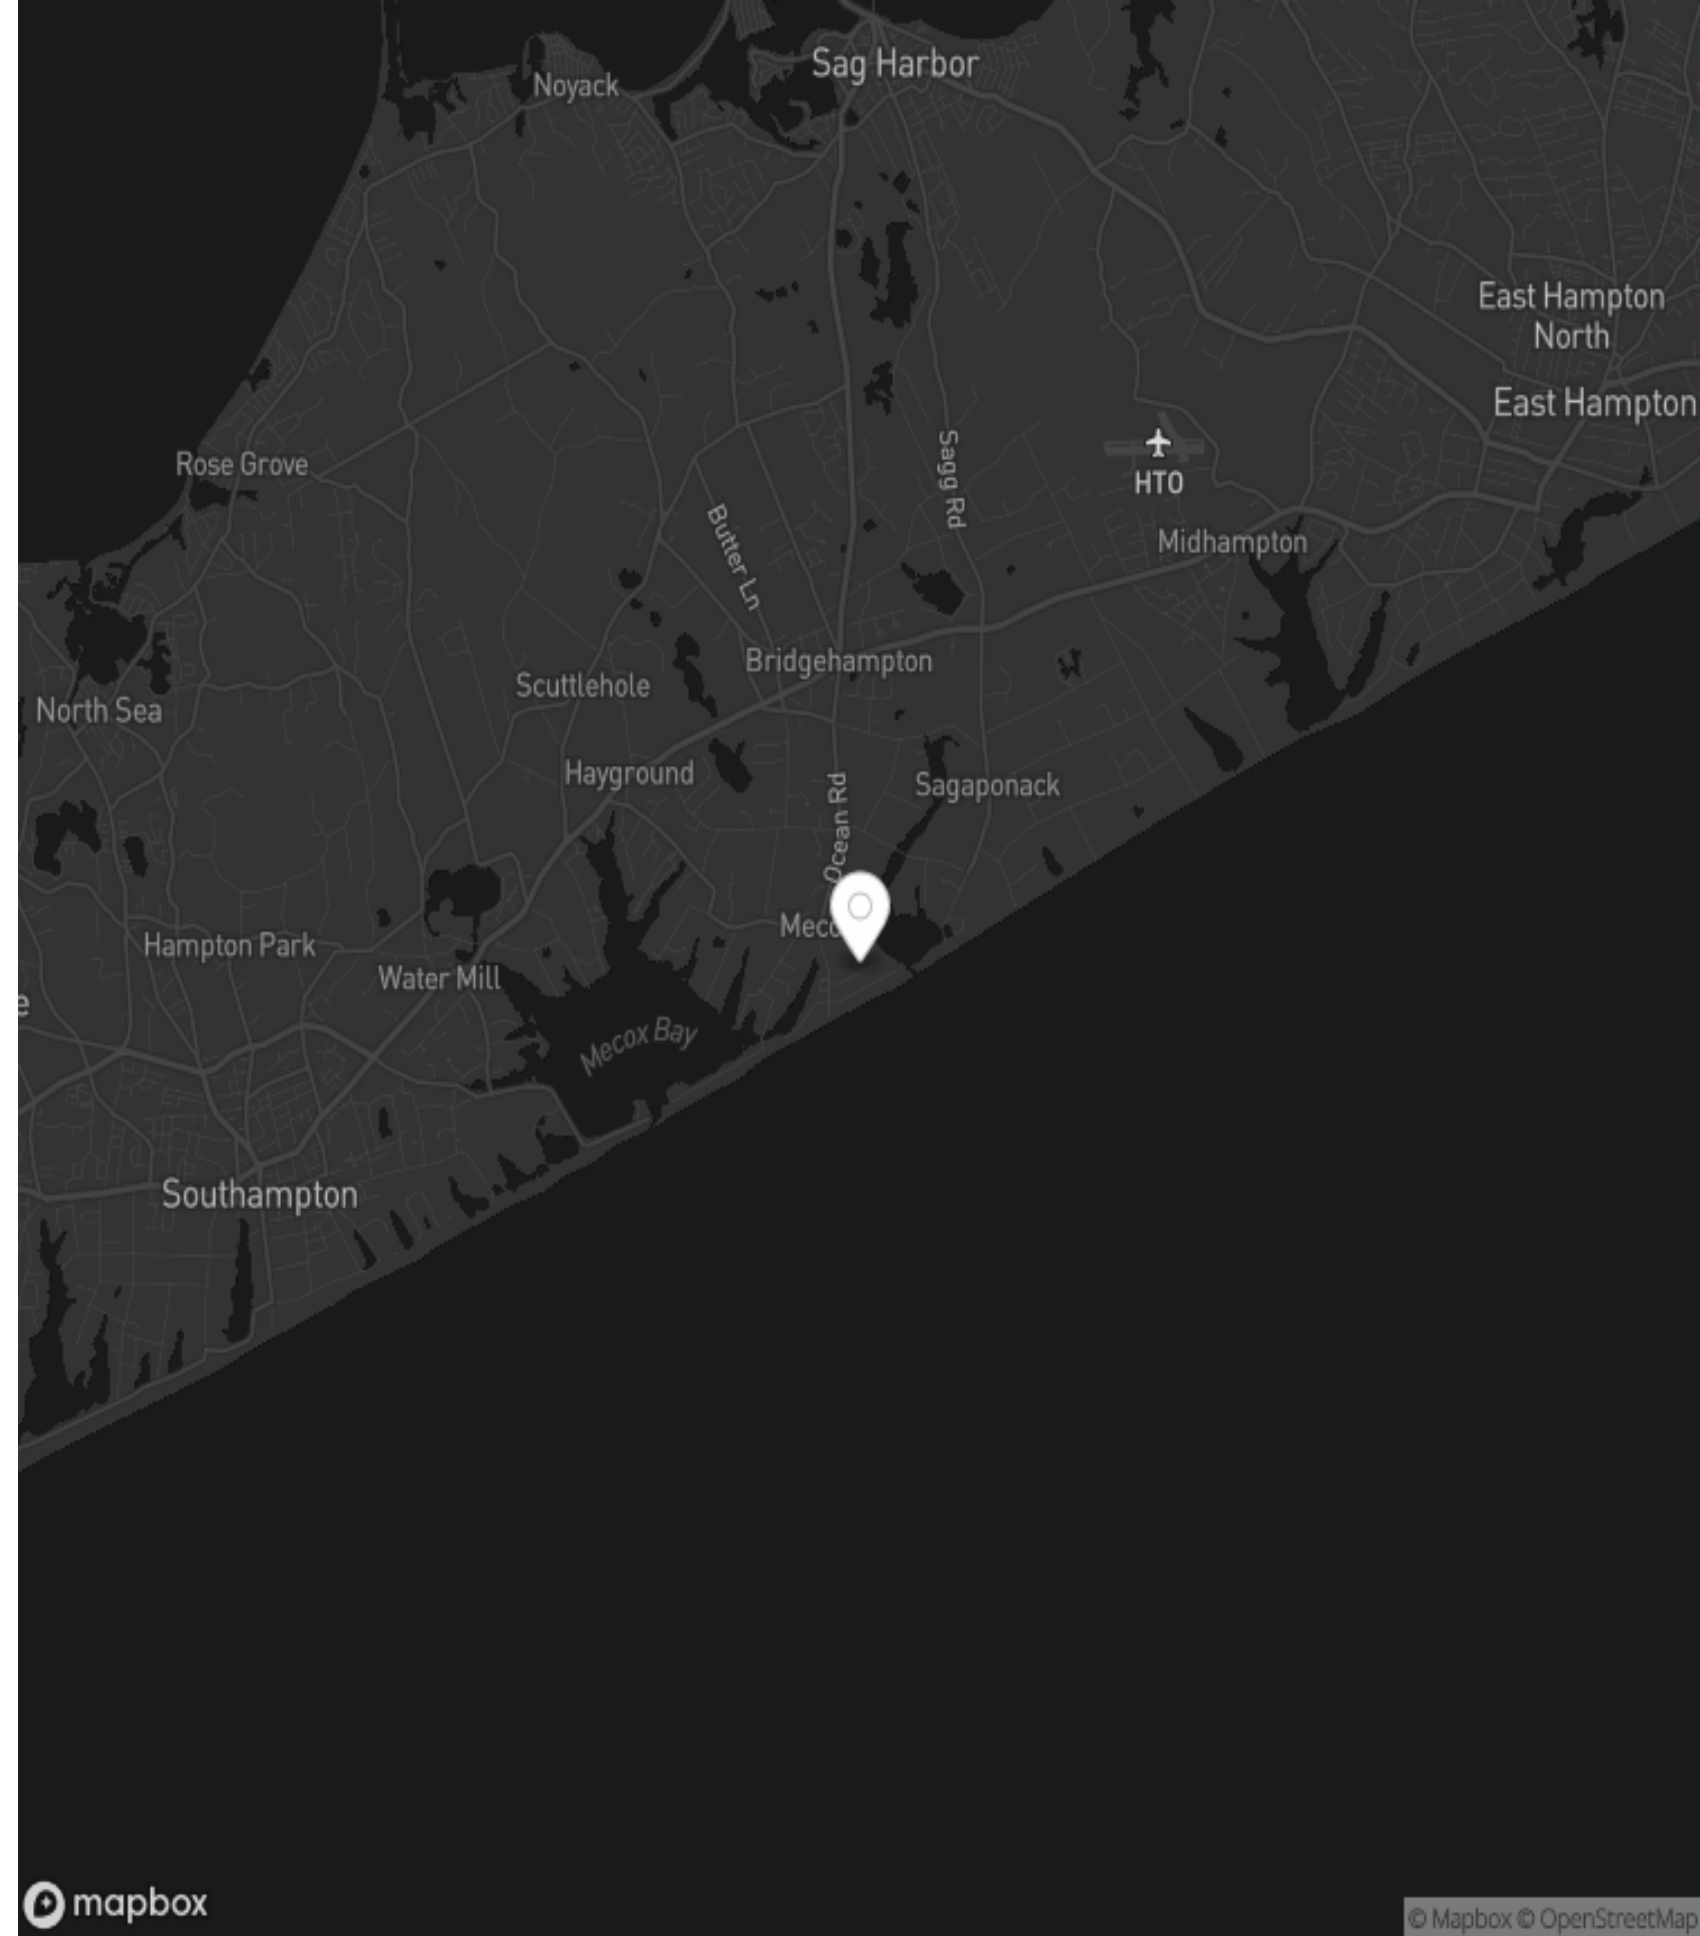 Sag Harbor
Noyack
East Hampton
North
East Hampton
Rose Grove
Sagg Rd
HTO
Butter Ln
Midhampton
Bridgehampton
Scuttlehole
North Sea
Hayground
Ocean Rd
Sagaponack
Meco
Hampton Park
Water Mill
e
Mecox Bay
Southampton
mapbox
© Mapbox © OpenStreetMap